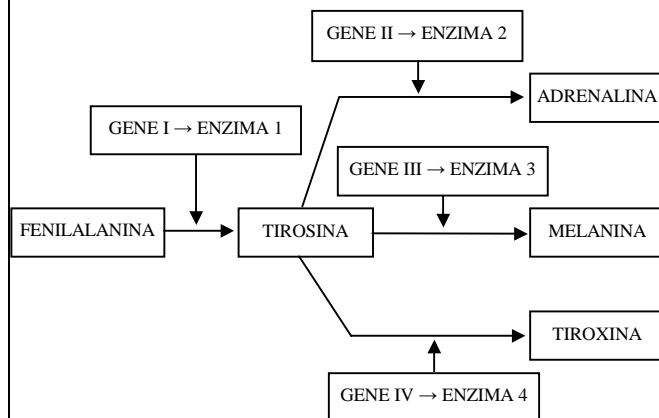 GENE II → ENZIMA 2
ADRENALINA
GENE I → ENZIMA 1
GENE III → ENZIMA 3
FENILALANINA
TIROSINA
MELANINA
TIROXINA
GENE IV → ENZIMA 4